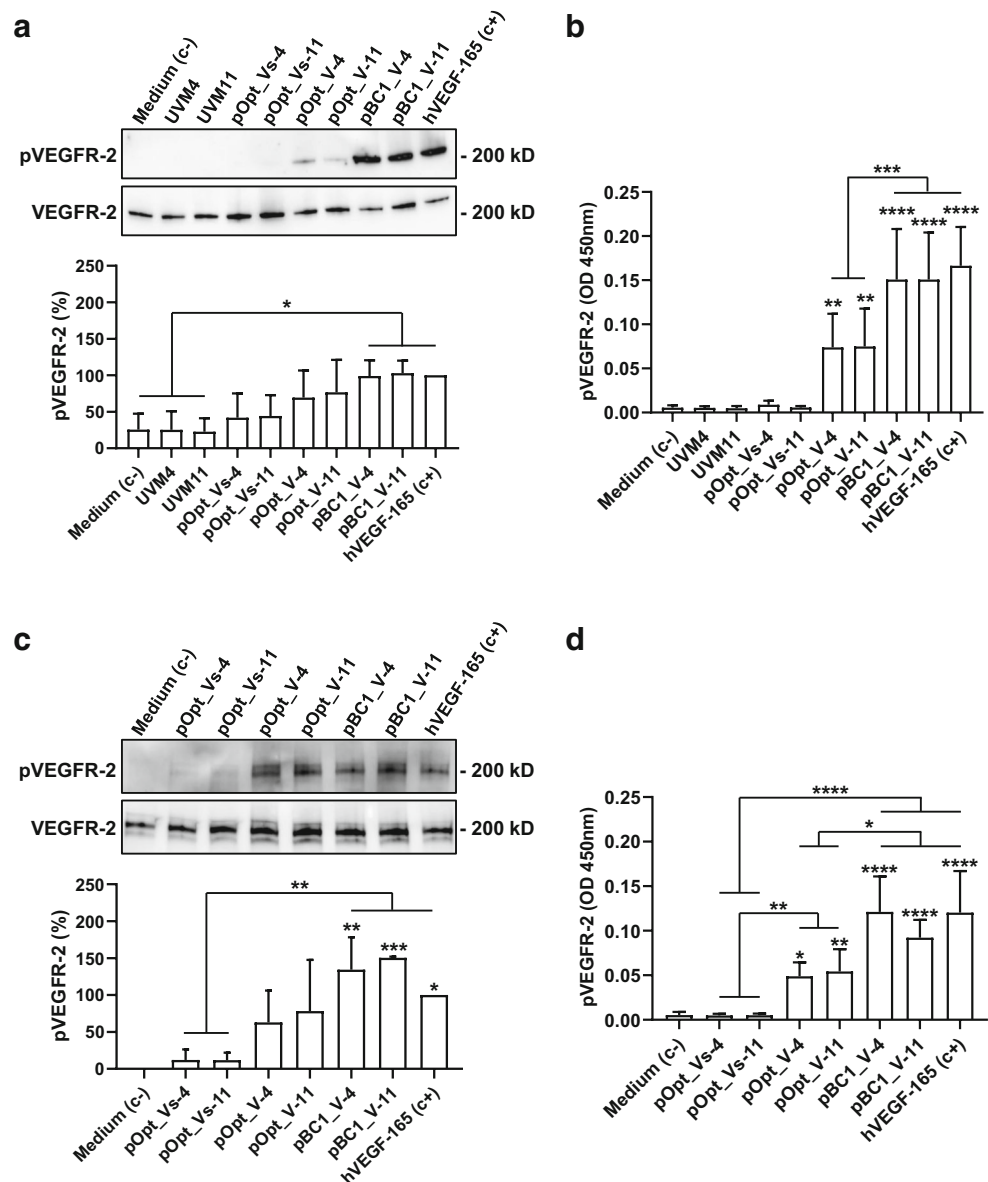 a
Medium (c-)
UVM4
UVM11
pOpt_Vs-4
pOpt_Vs-11
pOpt_V-4
pOpt_V-11
pBC1_V-4
pBC1_V-11
hVEGF-165 (c+)
pVEGFR-2
- 200 kD
VEGFR-2
- 200 kD
pVEGFR-2 (%)
250
200
150
100
50
0
*
Medium (c-)
UVM4
UVM11
pOpt_Vs-4
pOpt_Vs-11
pOpt_V-4
pOpt_V-11
pBC1_V-4
pBC1_V-11
hVEGF-165 (c+)
b
pVEGFR-2 (OD 450nm)
0.25
0.20
0.15
0.10
0.05
0.00
***
**
**
****
****
****
Medium (c-)
UVM4
UVM11
pOpt_Vs-4
pOpt_Vs-11
pOpt_V-4
pOpt_V-11
pBC1_V-4
pBC1_V-11
hVEGF-165 (c+)
c
Medium (c-)
pOpt_Vs-4
pOpt_Vs-11
pOpt_V-4
pOpt_V-11
pBC1_V-4
pBC1_V-11
hVEGF-165 (c+)
pVEGFR-2
- 200 kD
VEGFR-2
- 200 kD
pVEGFR-2 (%)
250
200
150
100
50
0
**
**
***
*
Medium (c-)
pOpt_Vs-4
pOpt_Vs-11
pOpt_V-4
pOpt_V-11
pBC1_V-4
pBC1_V-11
hVEGF-165 (c+)
d
pVEGFR-2 (OD 450nm)
0.25
0.20
0.15
0.10
0.05
0.00
****
*
**
*
**
****
****
****
Medium (c-)
pOpt_Vs-4
pOpt_Vs-11
pOpt_V-4
pOpt_V-11
pBC1_V-4
pBC1_V-11
hVEGF-165 (c+)